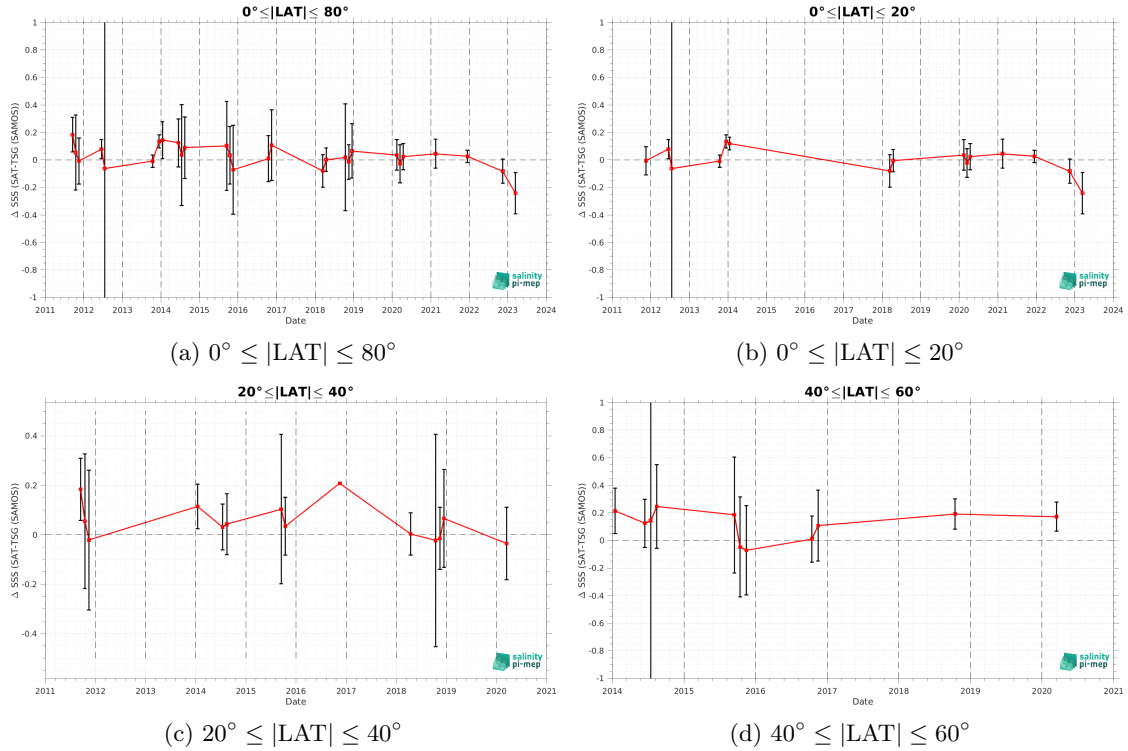 0°≤|LAT|≤ 80°
Δ SSS (SAT-TSG (SAMOS))
1
0.8
0.6
0.4
0.2
0
-0.2
-0.4
-0.6
-0.8
-1
2011 2012 2013 2014 2015 2016 2017 2018 2019 2020 2021 2022 2023 2024
Date
salinity
pi-mep
(a) 0° ≤ |LAT| ≤ 80°
0°≤|LAT|≤ 20°
Δ SSS (SAT-TSG (SAMOS))
1
0.8
0.6
0.4
0.2
0
-0.2
-0.4
-0.6
-0.8
-1
2011 2012 2013 2014 2015 2016 2017 2018 2019 2020 2021 2022 2023 2024
Date
salinity
pi-mep
(b) 0° ≤ |LAT| ≤ 20°
20°≤|LAT|≤ 40°
Δ SSS (SAT-TSG (SAMOS))
0.4
0.2
0
-0.2
-0.4
2011 2012 2013 2014 2015 2016 2017 2018 2019 2020 2021
Date
salinity
pi-mep
(c) 20° ≤ |LAT| ≤ 40°
40°≤|LAT|≤ 60°
Δ SSS (SAT-TSG (SAMOS))
1
0.8
0.6
0.4
0.2
0
-0.2
-0.4
-0.6
-0.8
-1
2014 2015 2016 2017 2018 2019 2020 2021
Date
salinity
pi-mep
(d) 40° ≤ |LAT| ≤ 60°